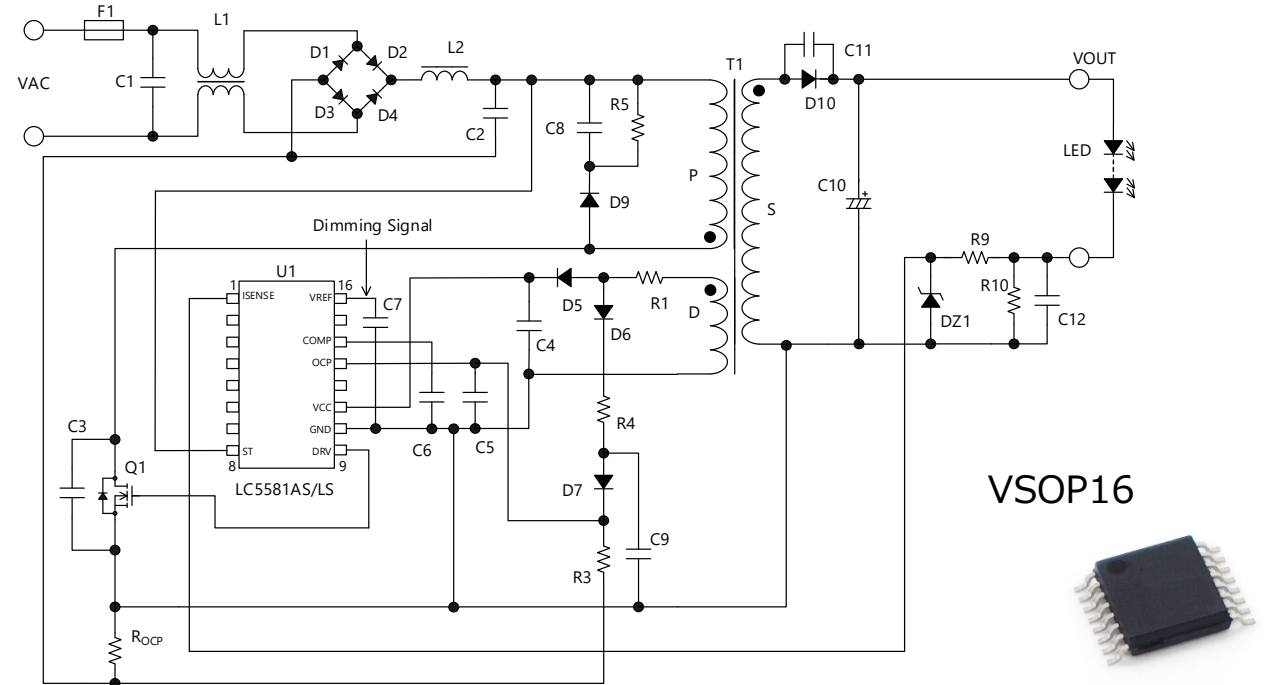 F1
L1
D1
D2
L2
T1
C11
VOUT
VAC
C1
D3
D4
C2
C8
R5
D10
P
D9
S
C10
LED
Dimming Signal
U1
1
16
ISENSE
VREF
C7
D5
R1
D
R9
R10
C12
DZ1
COMP
OCP
C4
D6
VCC
GND
C6
C5
R4
C3
ST
DRV
8
9
Q1
LC5581AS/LS
D7
VSOP16
C9
R3
ROCP